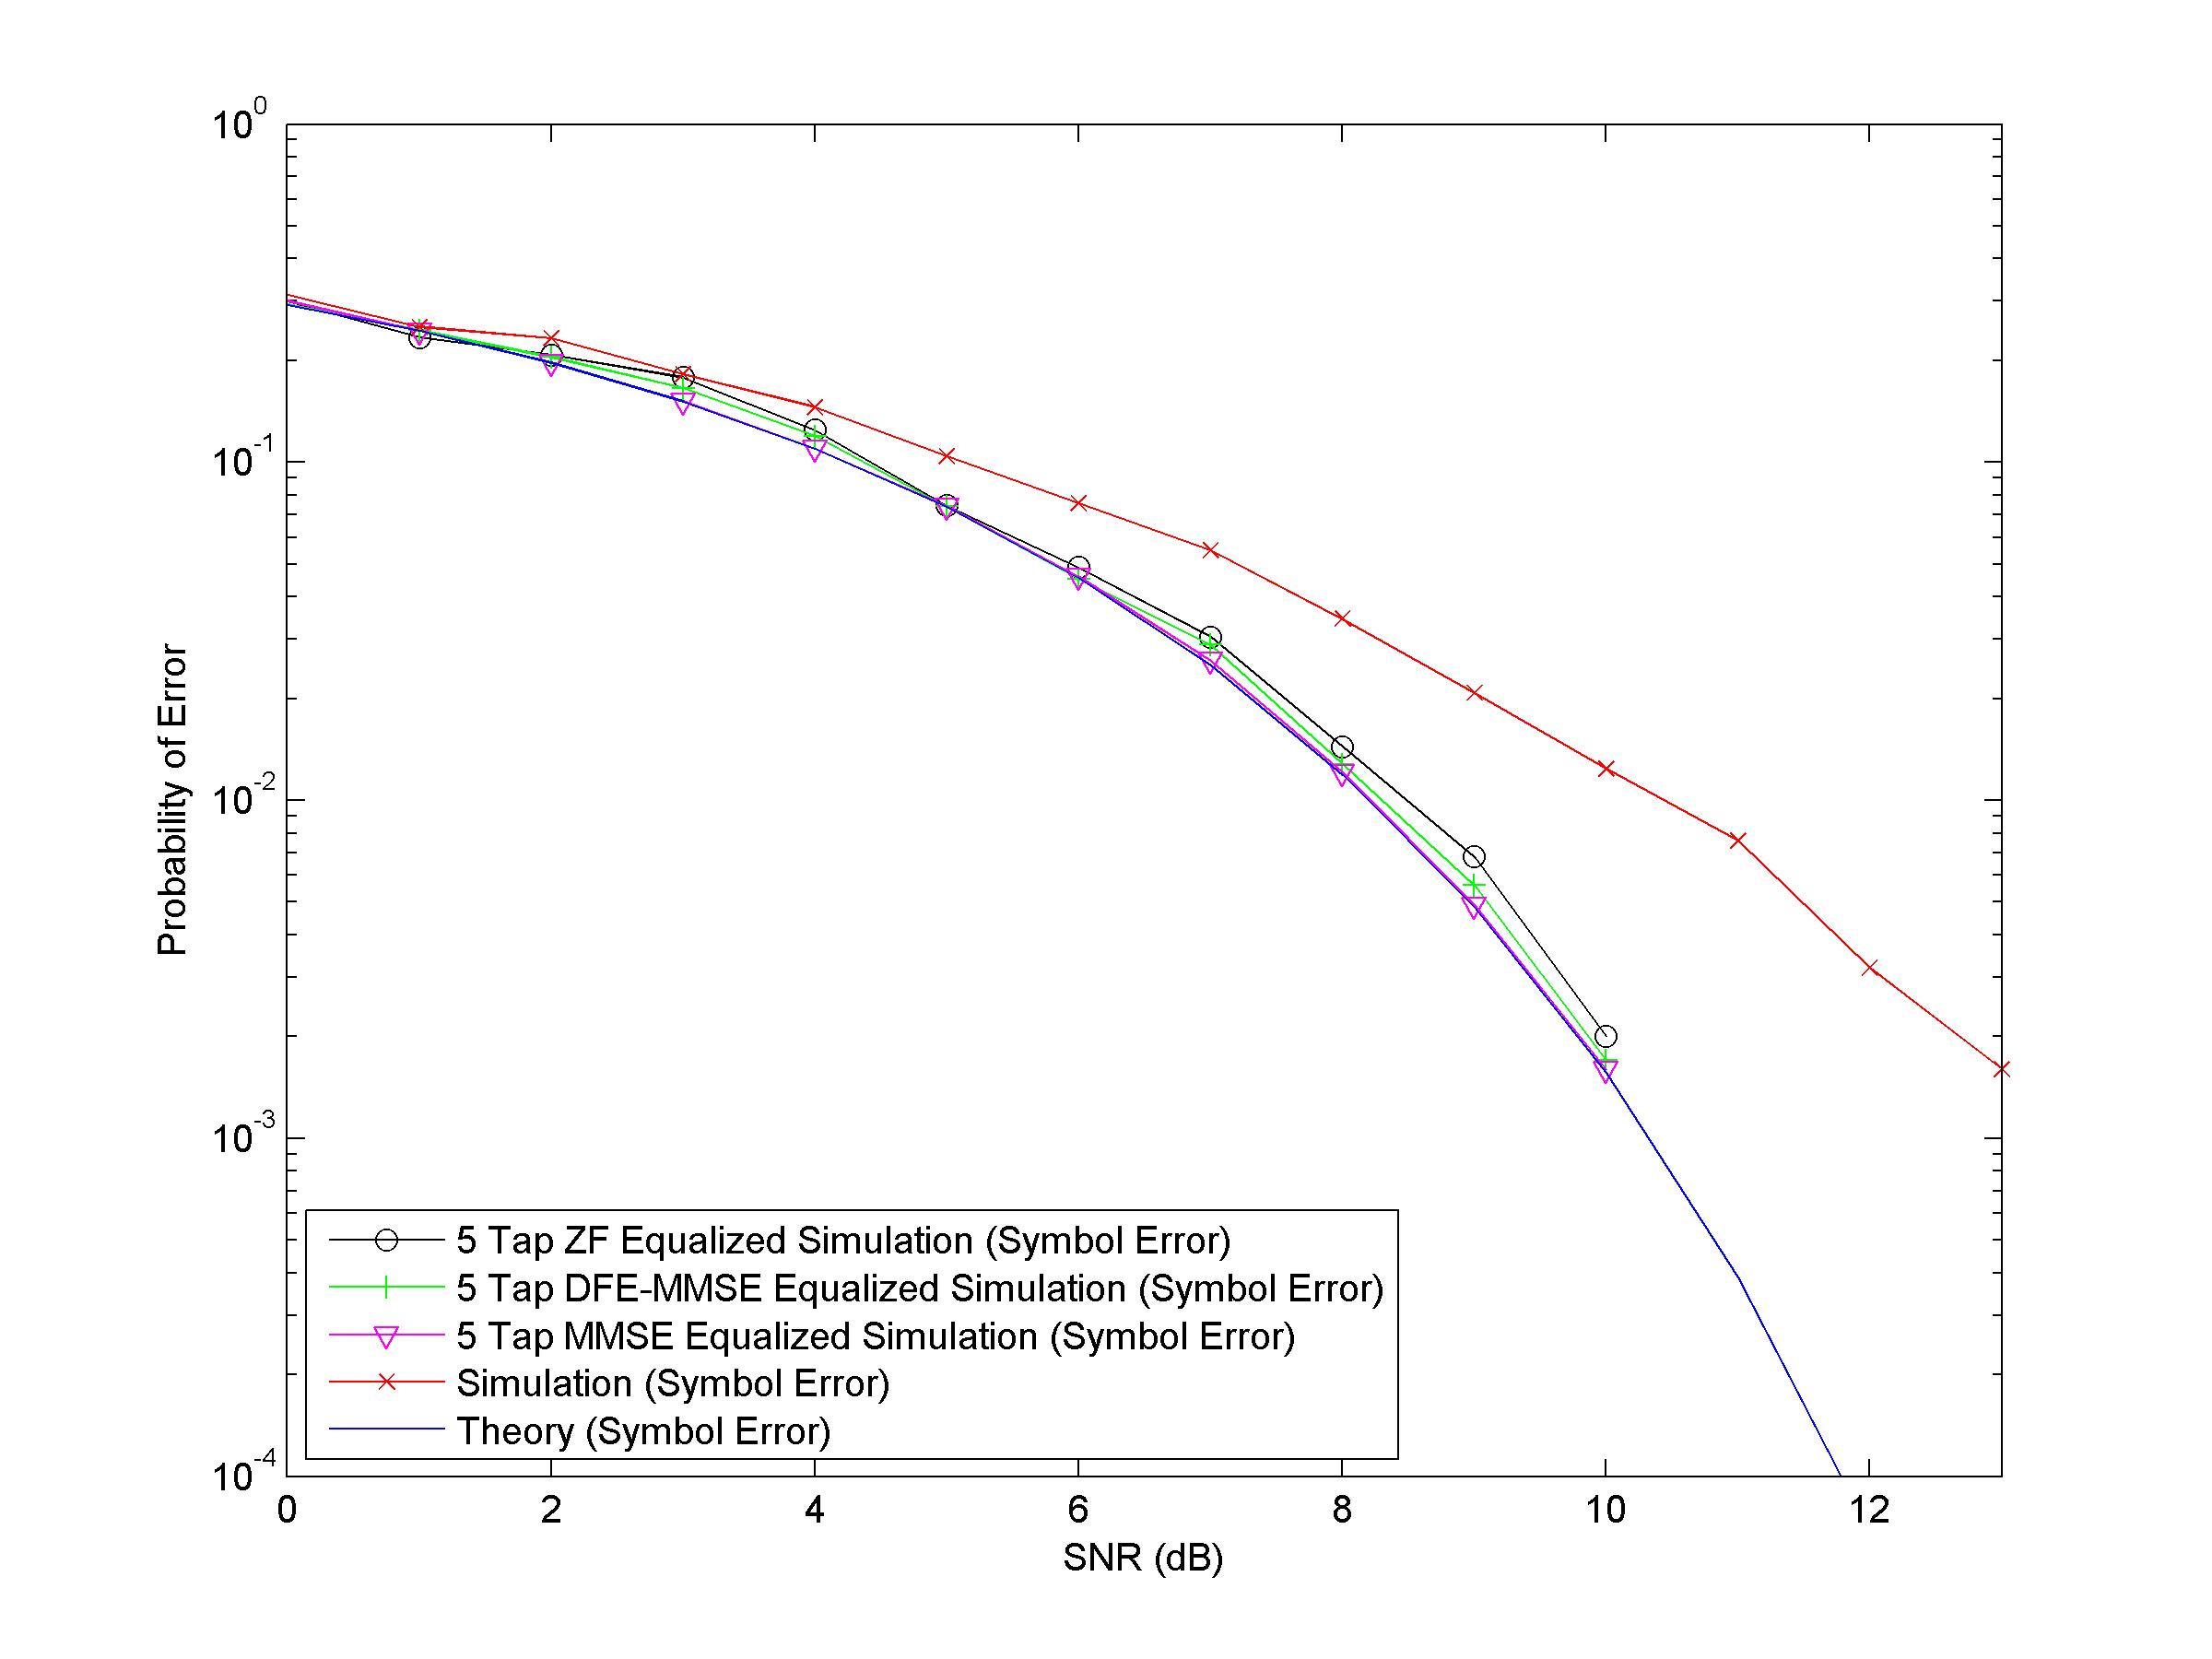 10^0
10^-1
10^-2
10^-3
10^-4
Probability of Error
0 2 4 6 8 10 12
SNR (dB)
5 Tap ZF Equalized Simulation (Symbol Error)
5 Tap DFE-MMSE Equalized Simulation (Symbol Error)
5 Tap MMSE Equalized Simulation (Symbol Error)
Simulation (Symbol Error)
Theory (Symbol Error)